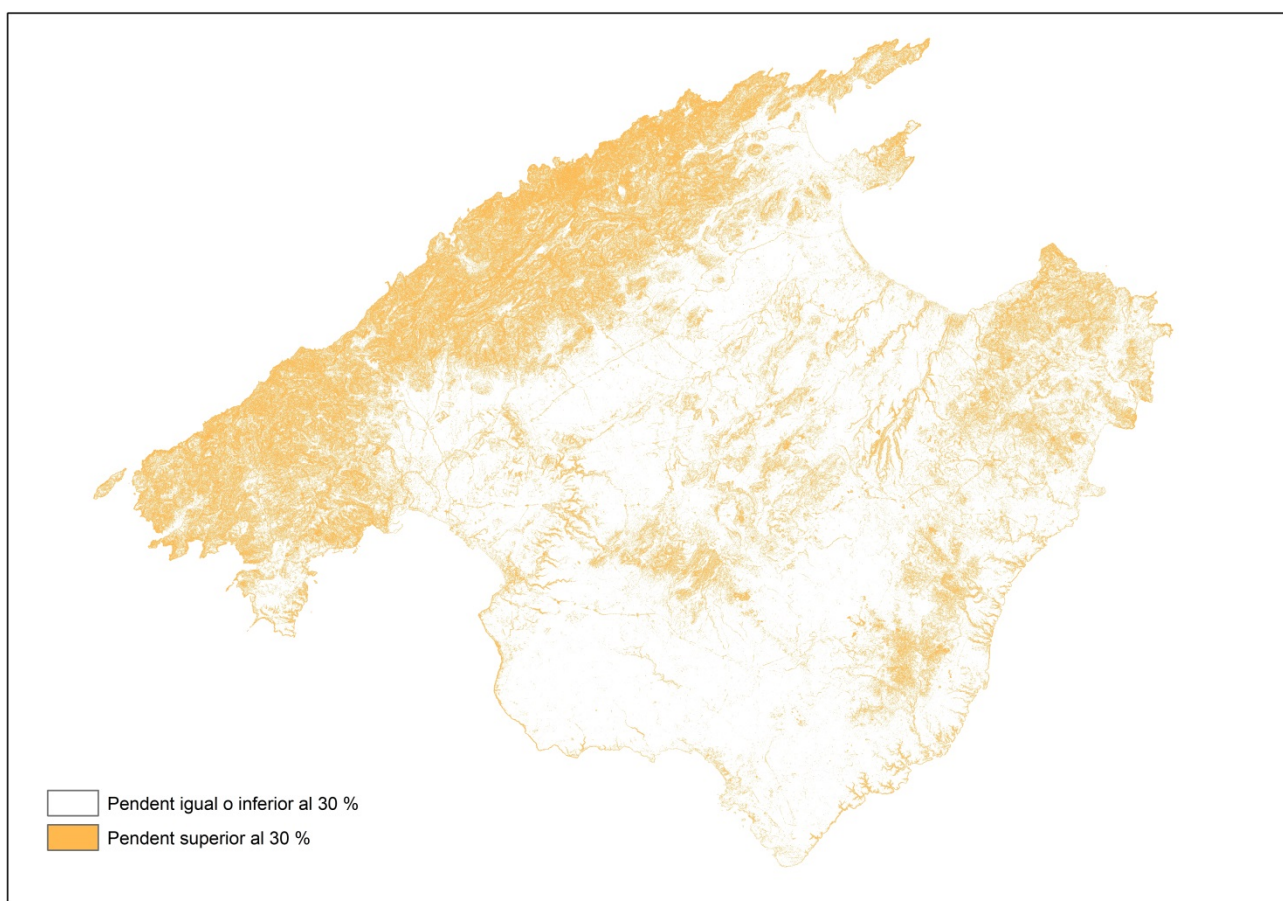 Pendent igual o inferior al 30 %
Pendent superior al 30 %